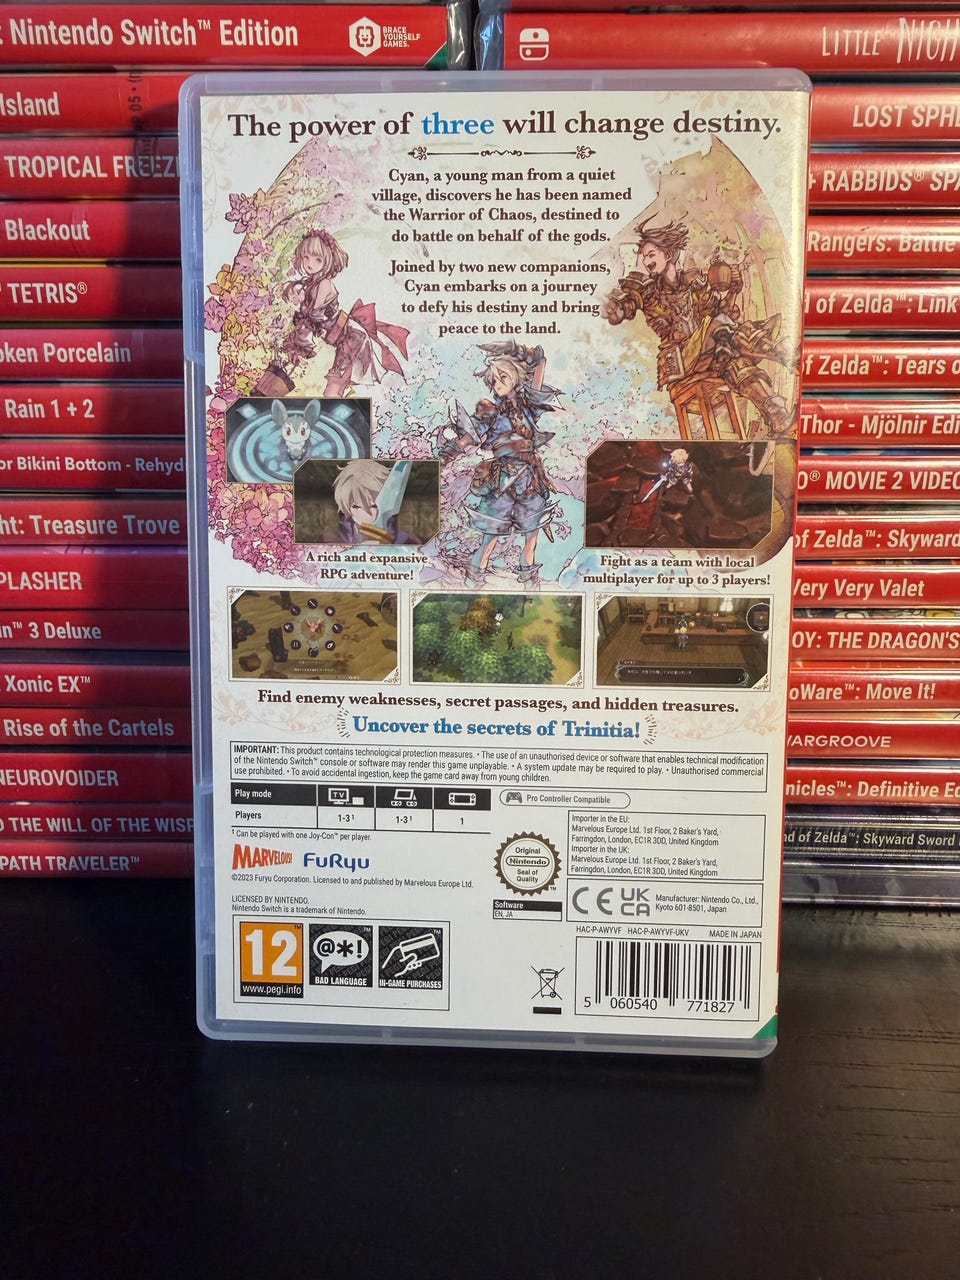 Nintendo Switch™ Edition
BRACE
YOURSELF
GAMES.
Island
TROPICAL FREEZE
Blackout
TETRIS®
Porcelain
Rain 1 + 2
or Bikini Bottom - Rehyd
ht: Treasure Trove
PLASHER
n™ 3 Deluxe
Xonic EX™
Rise of the Cartels
NEUROVOIDER
THE WILL OF THE WISP
PATH TRAVELER™
LITTLE NIGH
LOST SPH
+ RABBIDS® SPA
Rangers: Battle
of Zelda™: Link
of Zelda™: Tears o
Thor - Mjölnir Edi
® MOVIE 2 VIDEO
of Zelda™: Skyward
Very Very Valet
OY: THE DRAGON'S
oWare™: Move It!
WARGROOVE
nicles™: Definitive Ed
nd of Zelda™: Skyward Sword
The power of three will change destiny.
Cyan, a young man from a quiet
village, discovers he has been named
the Warrior of Chaos, destined to
do battle on behalf of the gods.
Joined by two new companions,
Cyan embarks on a journey
to defy his destiny and bring
peace to the land.
A rich and expansive
RPG adventure!
Fight as a team with local
multiplayer for up to 3 players!
Find enemy weaknesses, secret passages, and hidden treasures.
Uncover the secrets of Trinitia!
IMPORTANT: This product contains technological protection measures. • The use of an unauthorised device or software that enables technical modification
of the Nintendo Switch™ console or software may render this game unplayable. • A system update may be required to play. • Unauthorised commercial
use prohibited. • To avoid accidental ingestion, keep the game card away from young children.
Play mode
TV
Players
1-3¹
1-3¹
1
Pro Controller Compatible
¹ Can be played with one Joy-Con™ per player.
MARVELOUS!
FuRyu
©2023 Furyu Corporation. Licensed to and published by Marvelous Europe Ltd.
LICENSED BY NINTENDO.
Nintendo Switch is a trademark of Nintendo.
Original
Nintendo
Seal of
Quality
™
Importer in the EU:
Marvelous Europe Ltd. 1st Floor, 2 Baker's Yard,
Farringdon, London, EC1R 3DD, United Kingdom
Importer in the UK:
Marvelous Europe Ltd. 1st Floor, 2 Baker's Yard,
Farringdon, London, EC1R 3DD, United Kingdom
Software
EN, JA
CE
UK
CA
Manufacturer: Nintendo Co., Ltd.,
Kyoto 601-8501, Japan
HAC-P-AWYVF HAC-P-AWYVF-UKV MADE IN JAPAN
12
www.pegi.info
@*!
BAD LANGUAGE
IN-GAME PURCHASES
5 060540 771827